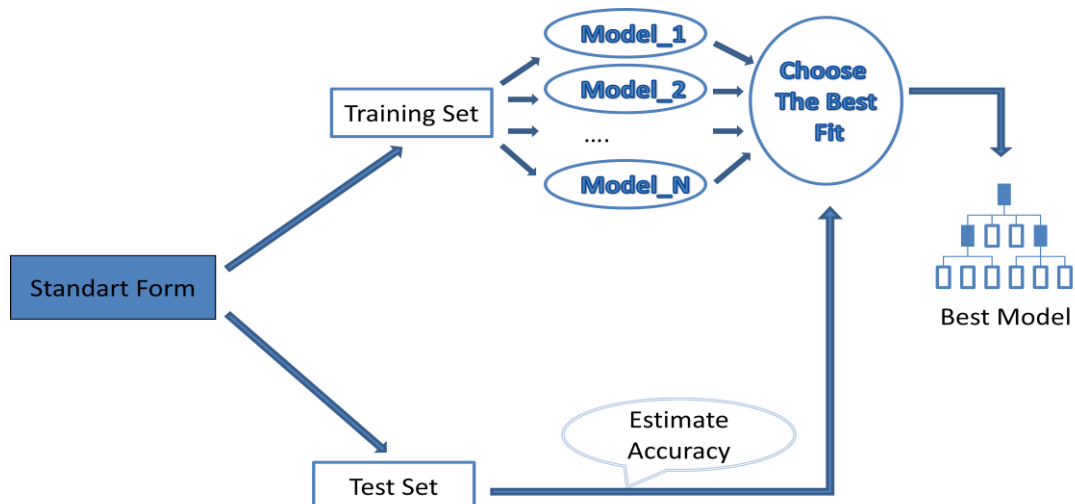 Model_1
Choose
The Best
Fit
Model_2
Training Set
....
Model_N
Standart Form
Best Model
Estimate
Accuracy
Test Set